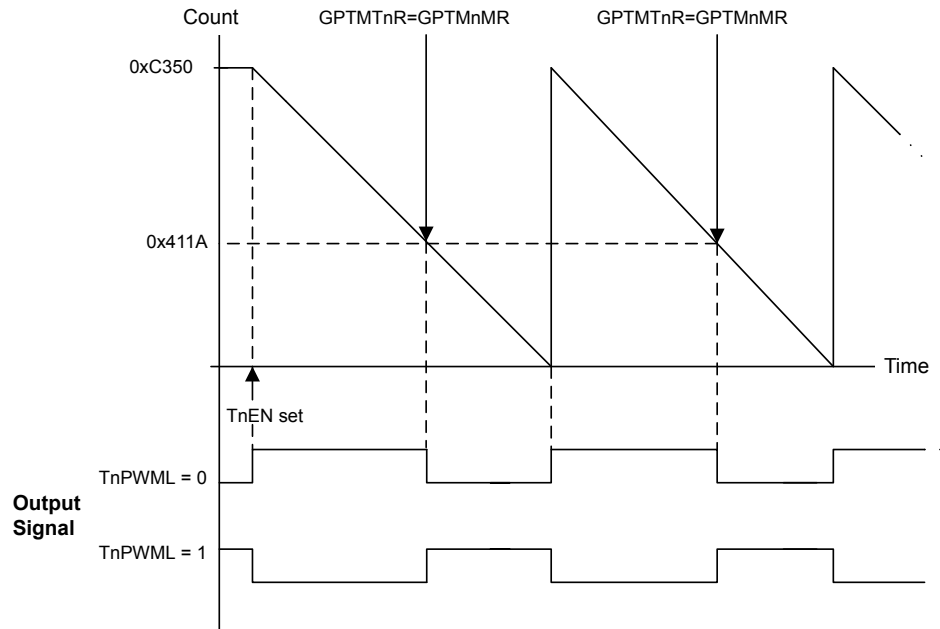 Count
GPTMTnR=GPTMnMR
GPTMTnR=GPTMnMR
0xC350
0x411A
Time
TnEN set
TnPWML = 0
Output
Signal
TnPWML = 1